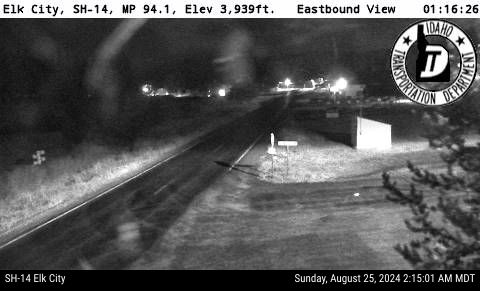 Elk City, SH-14, MP 94.1, Elev 3,939ft. Eastbound View 01:16:26
IDAHO
TRANSPORTATION DEPARTMENT
SH-14 Elk City Sunday, August 25, 2024 2:15:01 AM MDT